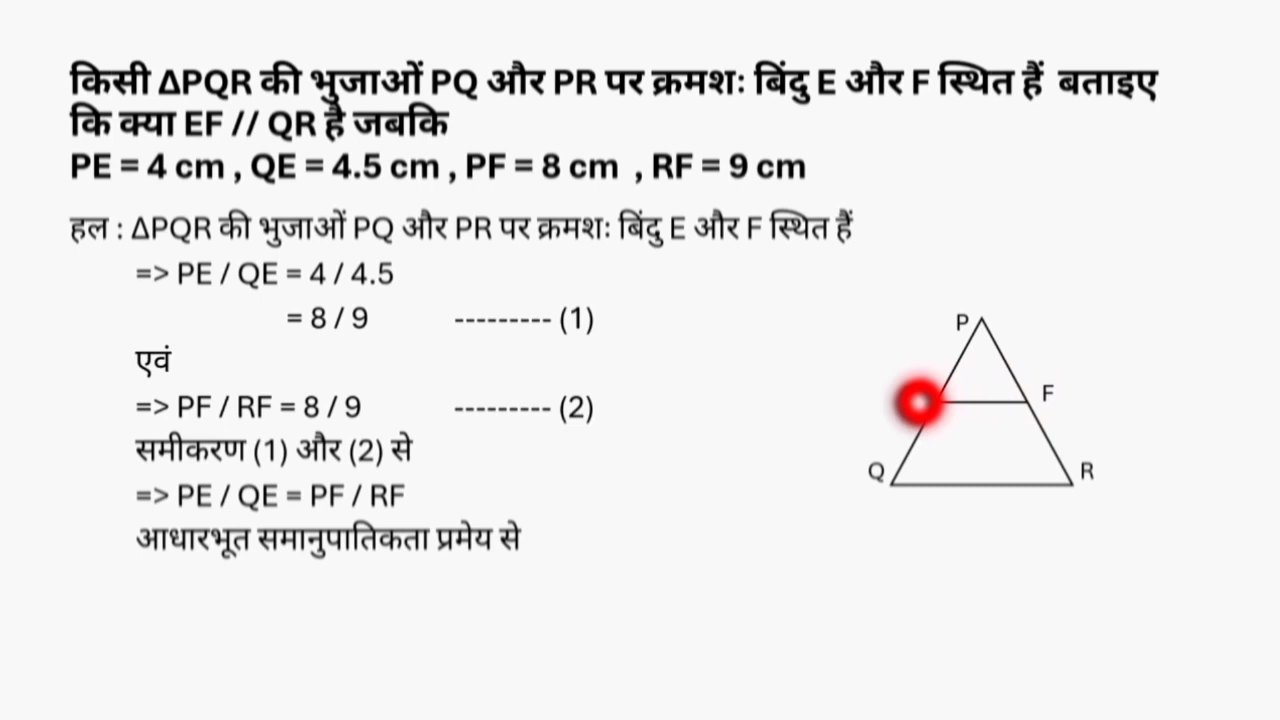 किसी ΔPQR की भुजाओं PQ और PR पर क्रमशः बिंदु E और F स्थित हैं बताइए
कि क्या EF // QR है जबकि
PE = 4 cm , QE = 4.5 cm , PF = 8 cm , RF = 9 cm
हल : ΔPQR की भुजाओं PQ और PR पर क्रमशः बिंदु E और F स्थित हैं
=> PE / QE = 4 / 4.5
= 8 / 9 --------- (1)
एवं
=> PF / RF = 8 / 9 --------- (2)
समीकरण (1) और (2) से
=> PE / QE = PF / RF
आधारभूत समानुपातिकता प्रमेय से
P
F
Q
R